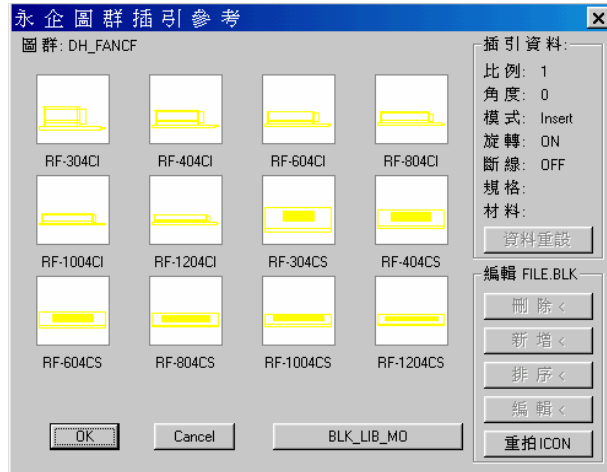 永企圖群插引參考
圖群: DH_FANCF
RF-304CI RF-404CI RF-604CI RF-804CI
RF-1004CI RF-1204CI RF-304CS RF-404CS
RF-604CS RF-804CS RF-1004CS RF-1204CS
OK Cancel BLK_LIB_MO
插引資料:
比例: 1
角度: 0
模式: Insert
旋轉: ON
斷線: OFF
規格:
材料:
資料重設
編輯 FILE.BLK
刪除<
新增<
排序<
編輯<
重拍ICON